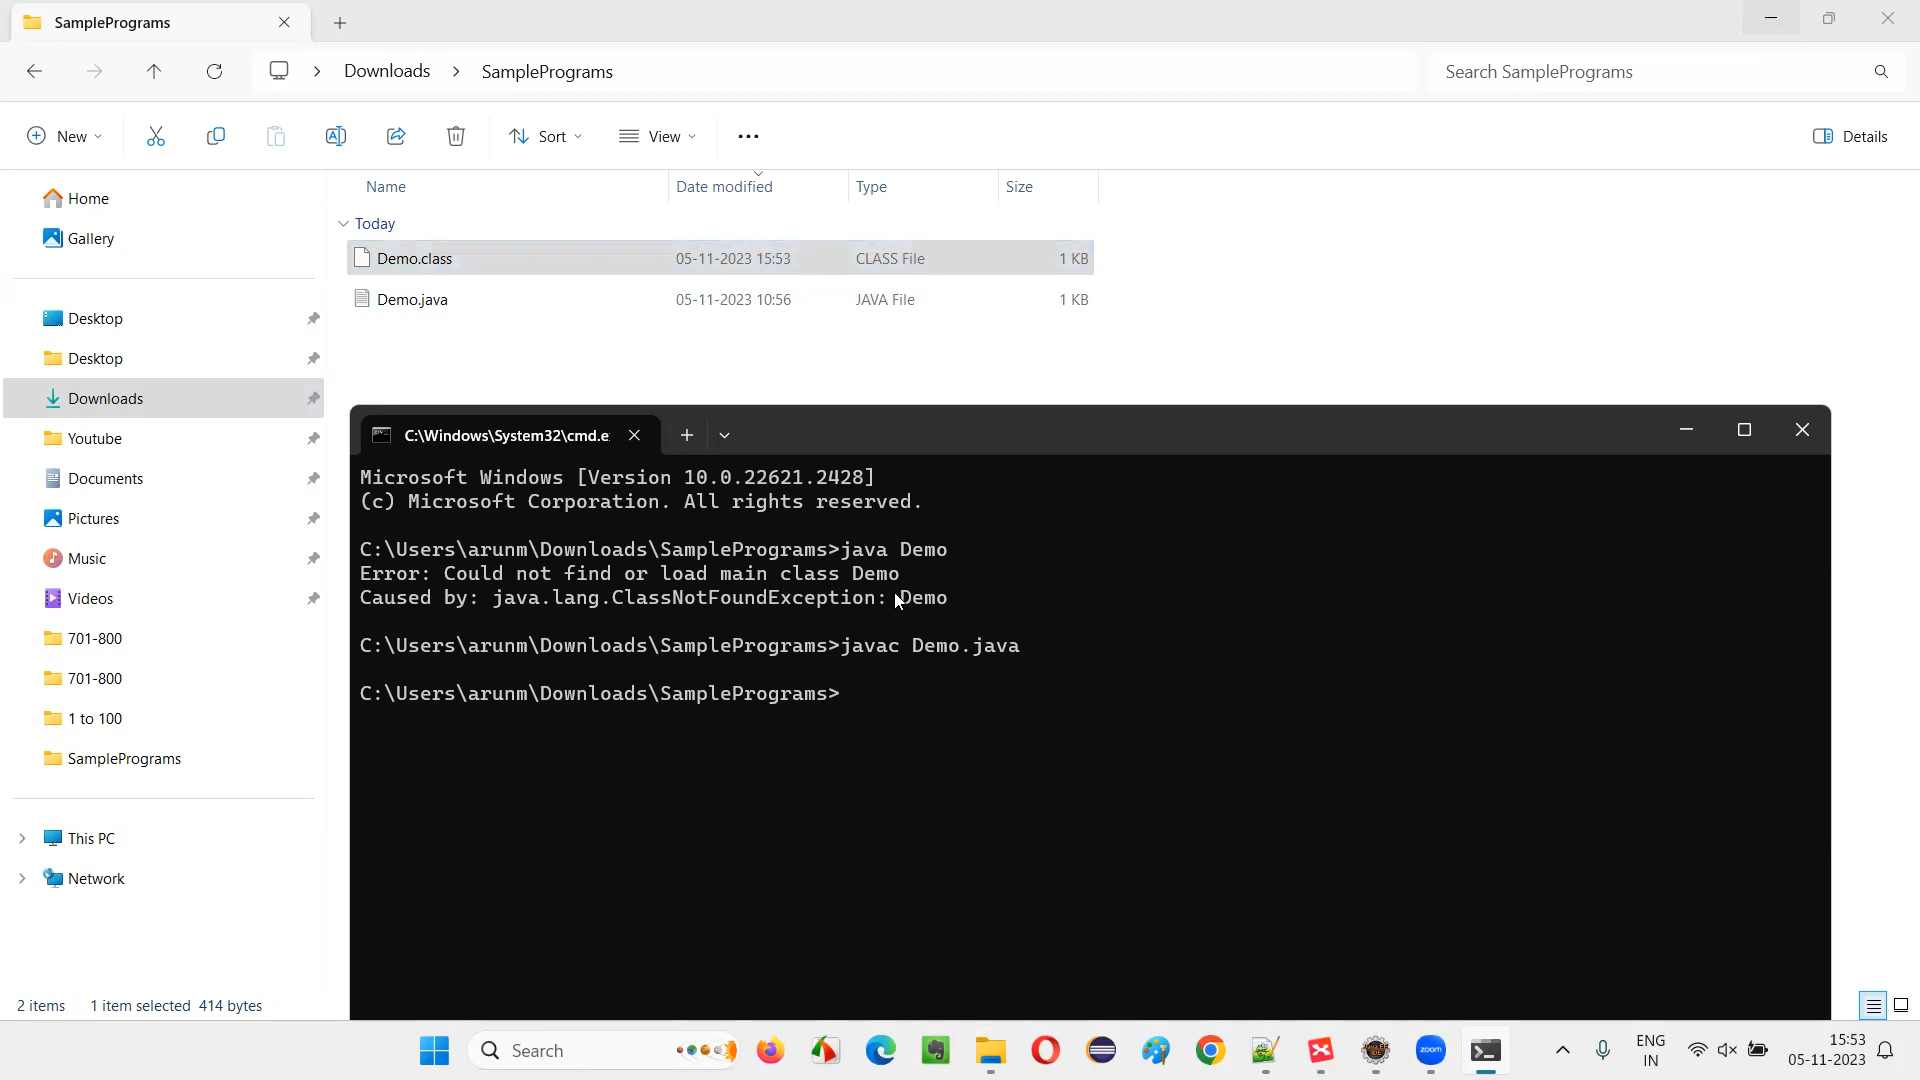 SamplePrograms
Downloads > SamplePrograms
Search SamplePrograms
New
Sort
View
Details
Name Date modified Type Size
Today
Demo.class 05-11-2023 15:53 CLASS File 1 KB
Demo.java 05-11-2023 10:56 JAVA File 1 KB
Home
Gallery
Desktop
Desktop
Downloads
Youtube
Documents
Pictures
Music
Videos
701-800
701-800
1 to 100
SamplePrograms
This PC
Network
C:\Windows\System32\cmd.e
Microsoft Windows [Version 10.0.22621.2428]
(c) Microsoft Corporation. All rights reserved.
C:\Users\arunm\Downloads\SamplePrograms>java Demo
Error: Could not find or load main class Demo
Caused by: java.lang.ClassNotFoundException: Demo
C:\Users\arunm\Downloads\SamplePrograms>javac Demo.java
C:\Users\arunm\Downloads\SamplePrograms>
2 items 1 item selected 414 bytes
Search
zoom
ENG
IN
15:53
05-11-2023